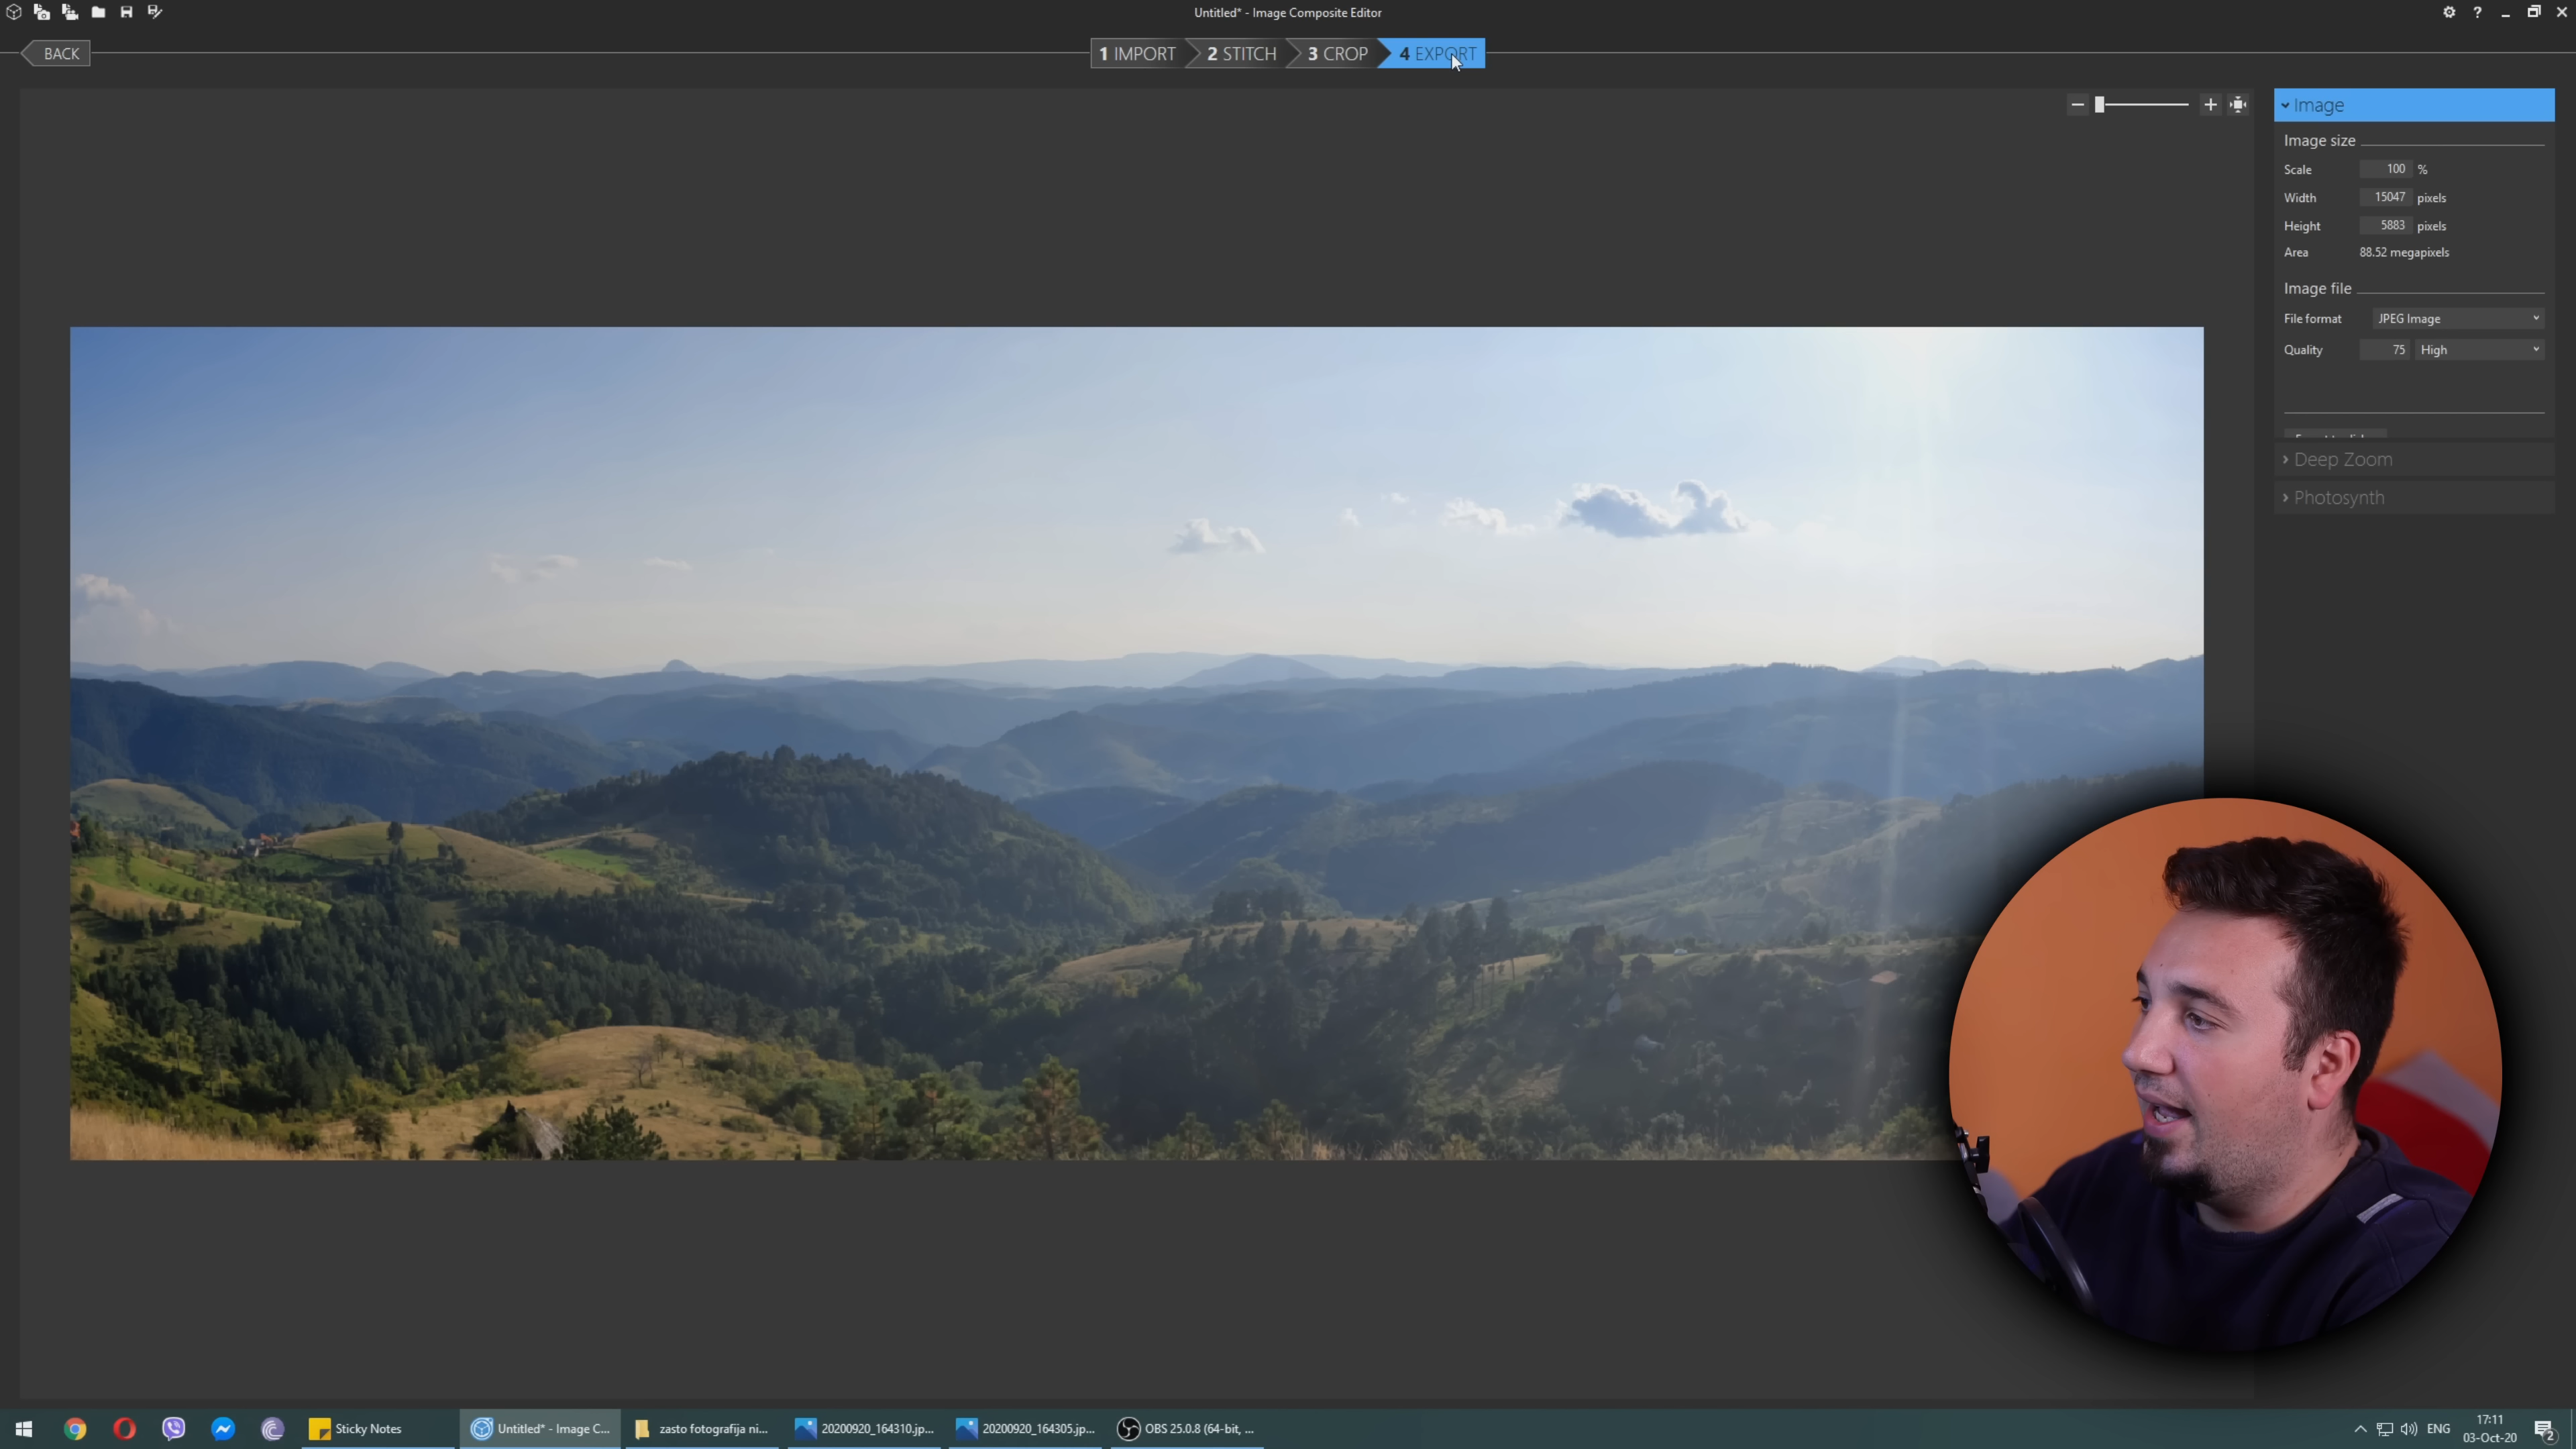 Untitled* - Image Composite Editor
BACK
1 IMPORT
2 STITCH
3 CROP
4 EXPORT
Image
Image size
Scale 100 %
Width 15047 pixels
Height 5883 pixels
Area 88.52 megapixels
Image file
File format JPEG Image
Quality 75 High
Deep Zoom
Photosynth
Sticky Notes
Untitled* - Image C...
zasto fotografija ni...
20200920_164310.jp...
20200920_164305.jp...
OBS 25.0.8 (64-bit, ...
ENG
17:11
03-Oct-20
2